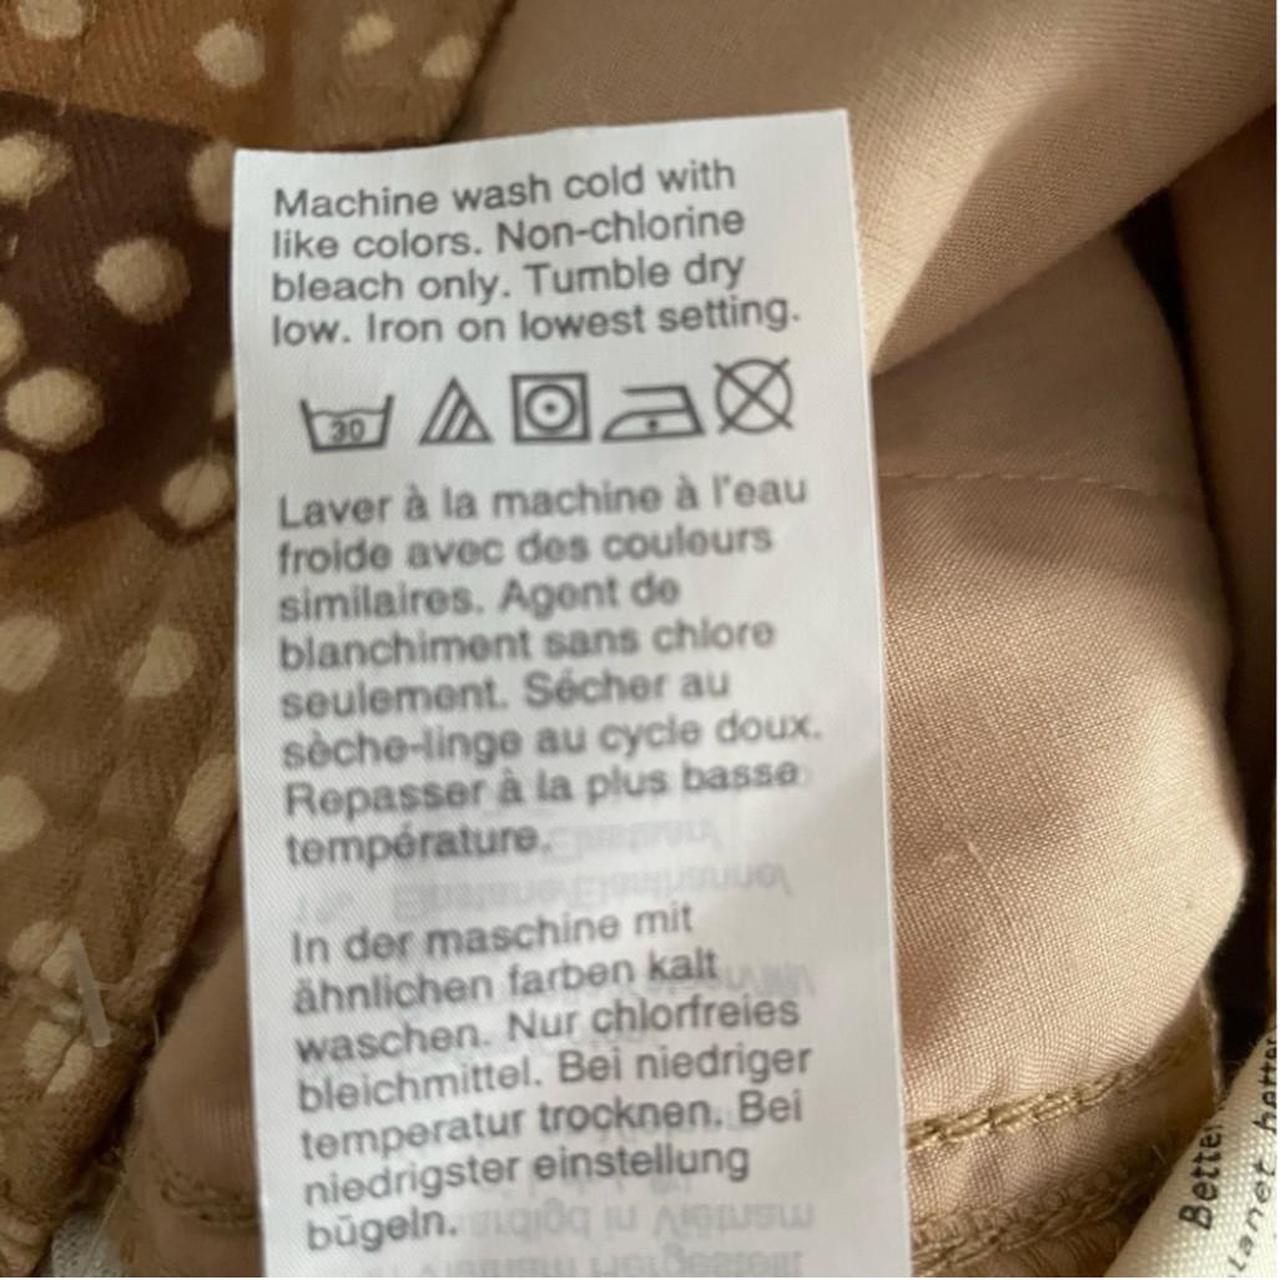 Machine wash cold with
like colors. Non-chlorine
bleach only. Tumble dry
low. Iron on lowest setting.
30
Laver à la machine à l'eau
froide avec des couleurs
similaires. Agent de
blanchiment sans chlore
seulement. Sécher au
sèche-linge au cycle doux.
Repasser à la plus basse
température.
In der maschine mit
ähnlichen farben kalt
waschen. Nur chlorfreies
bleichmittel. Bei niedriger
temperatur trocknen. Bei
niedrigster einstellung
bügeln.
Better
better